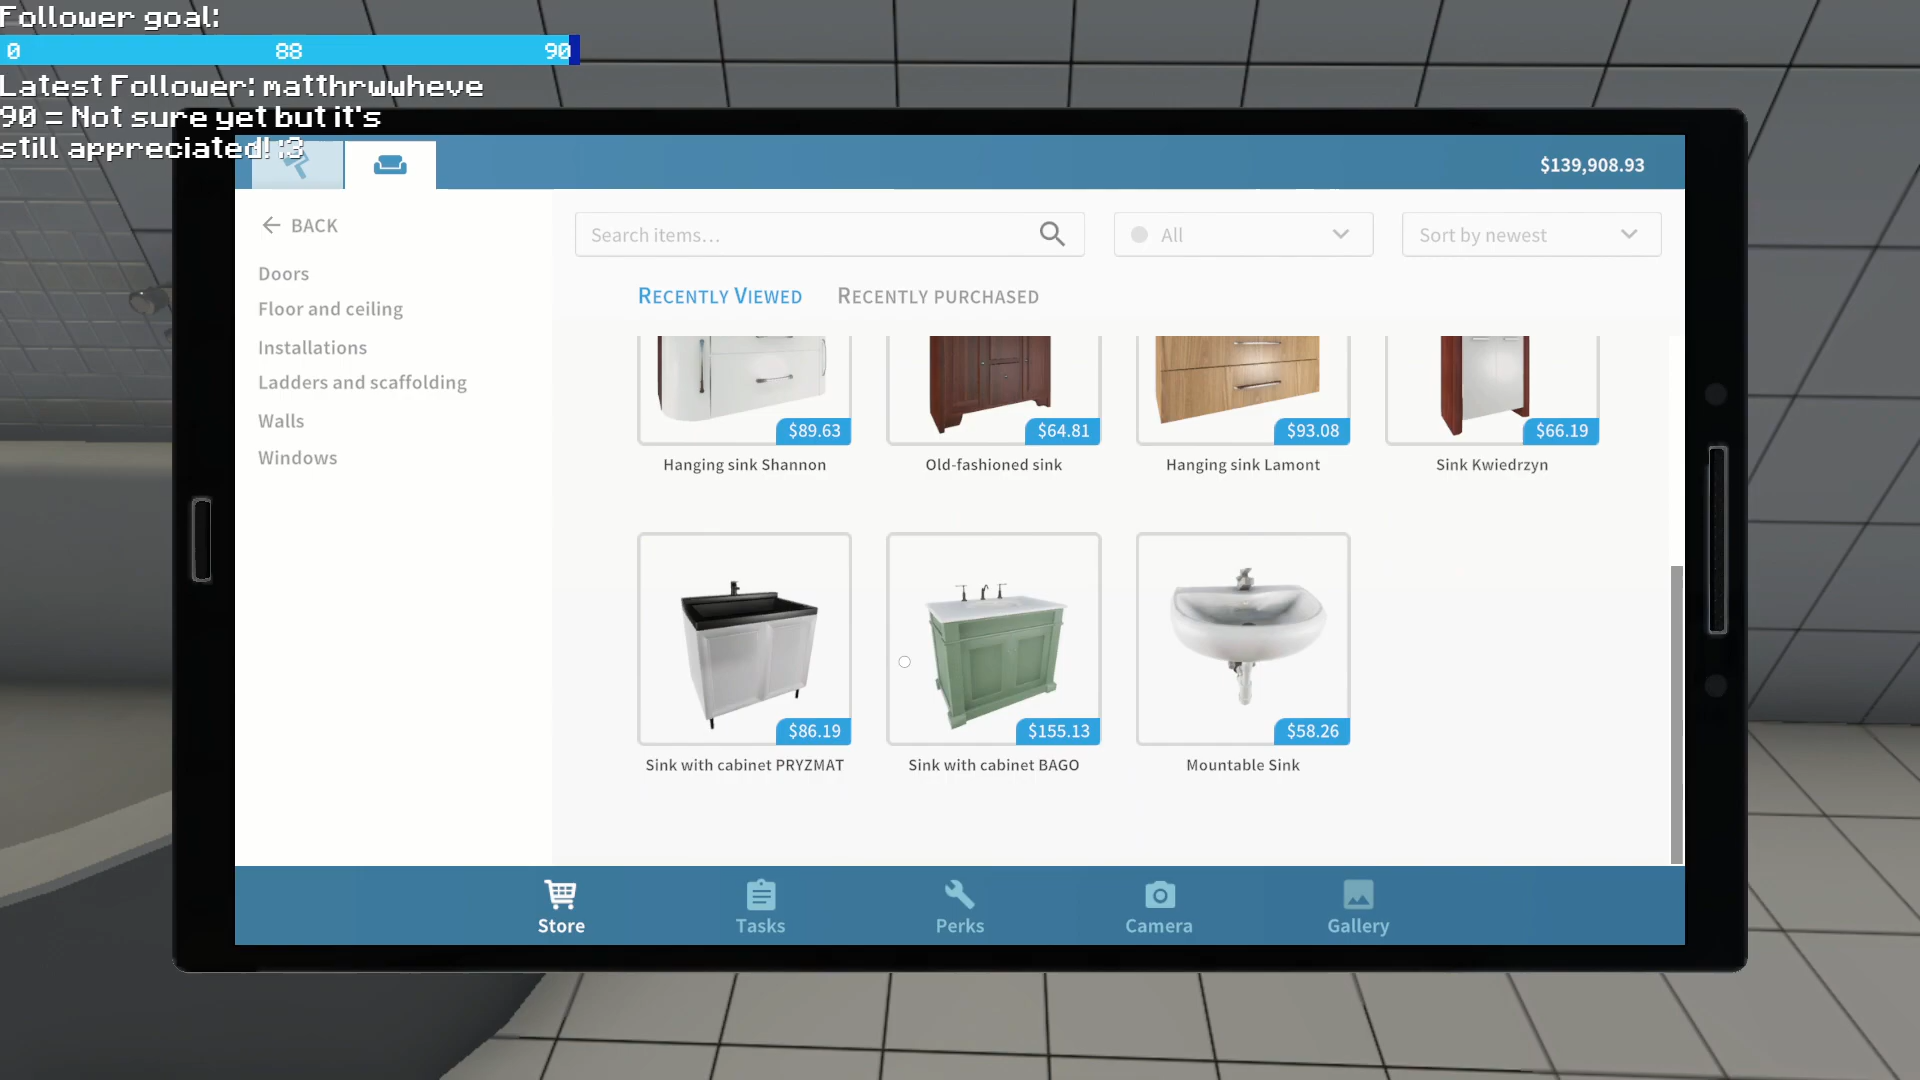 Follower goal:
0 88 90
Latest Follower: matthrwwheve
90 = Not sure yet but it's
still appreciated! :3
$139,908.93
BACK
Doors
Floor and ceiling
Installations
Ladders and scaffolding
Walls
Windows
Search items...
All
Sort by newest
RECENTLY VIEWED
RECENTLY PURCHASED
$89.63
Hanging sink Shannon
$64.81
Old-fashioned sink
$93.08
Hanging sink Lamont
$66.19
Sink Kwiedrzyn
$86.19
Sink with cabinet PRYZMAT
$155.13
Sink with cabinet BAGO
$58.26
Mountable Sink
Store
Tasks
Perks
Camera
Gallery